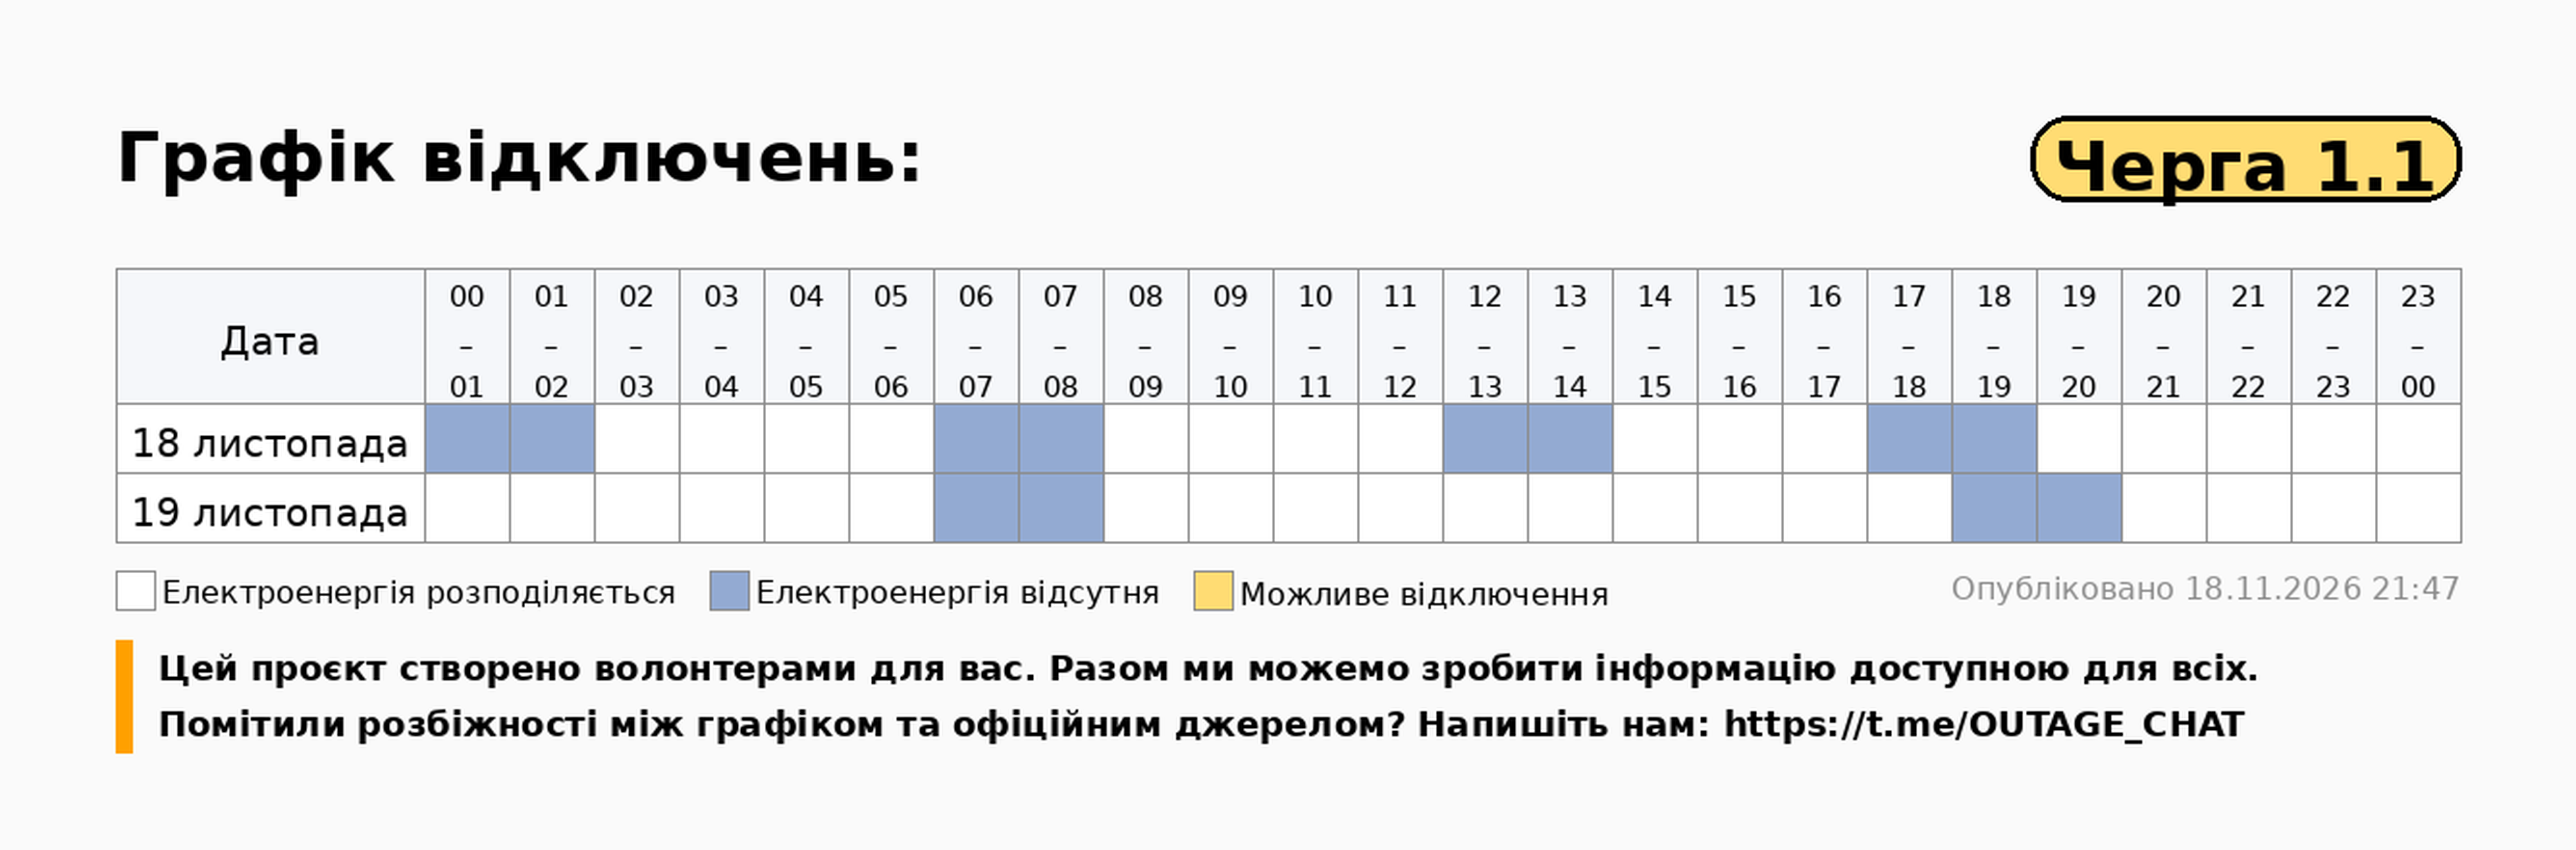 Графік відключень:
Черга 1.1
Дата
00 – 01
01 – 02
02 – 03
03 – 04
04 – 05
05 – 06
06 – 07
07 – 08
08 – 09
09 – 10
10 – 11
11 – 12
12 – 13
13 – 14
14 – 15
15 – 16
16 – 17
17 – 18
18 – 19
19 – 20
20 – 21
21 – 22
22 – 23
23 – 00
18 листопада
19 листопада
Електроенергія розподіляється
Електроенергія відсутня
Можливе відключення
Опубліковано 18.11.2026 21:47
Цей проєкт створено волонтерами для вас. Разом ми можемо зробити інформацію доступною для всіх.
Помітили розбіжності між графіком та офіційним джерелом? Напишіть нам: https://t.me/OUTAGE_CHAT